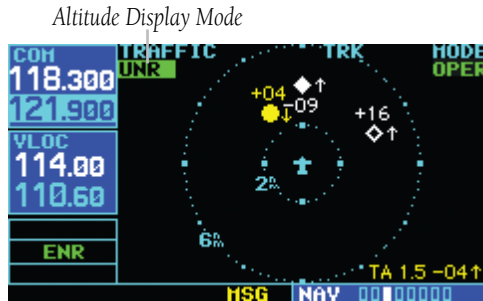 Altitude Display Mode
COM
118.300
121.900
VLOC
114.00
110.60
ENR
TRAFFIC
TRK
MODE
UNR
OPER
+04
-09
+16
2nm
6nm
TA 1.5 -04↑
MSG
NAV